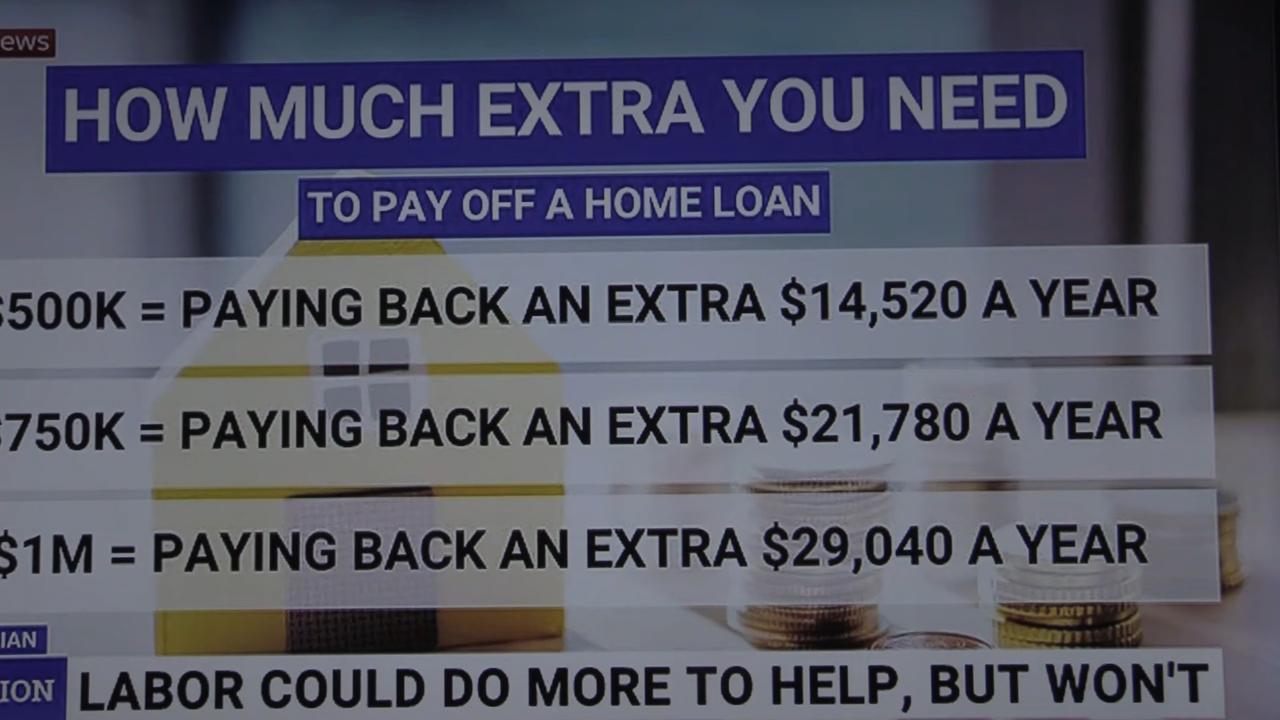 ews
HOW MUCH EXTRA YOU NEED
TO PAY OFF A HOME LOAN
$500K = PAYING BACK AN EXTRA $14,520 A YEAR
$750K = PAYING BACK AN EXTRA $21,780 A YEAR
$1M = PAYING BACK AN EXTRA $29,040 A YEAR
IAN
ION
LABOR COULD DO MORE TO HELP, BUT WON'T